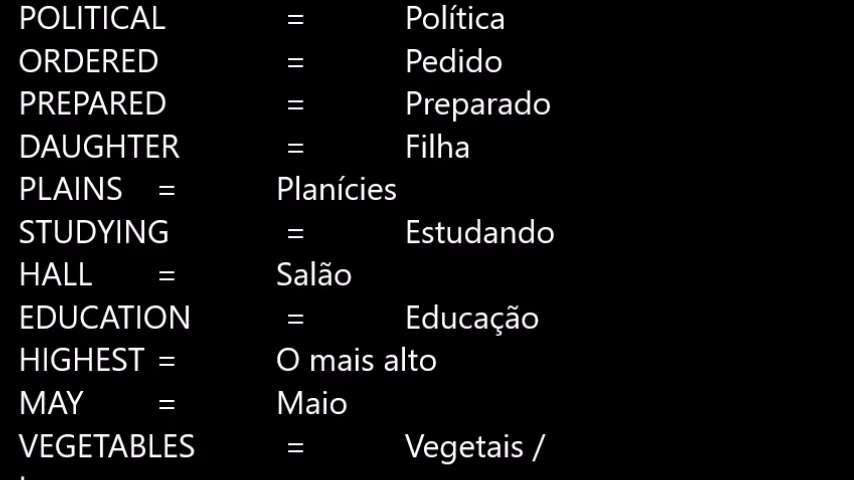 POLITICAL = Política
ORDERED = Pedido
PREPARED = Preparado
DAUGHTER = Filha
PLAINS = Planícies
STUDYING = Estudando
HALL = Salão
EDUCATION = Educação
HIGHEST = O mais alto
MAY = Maio
VEGETABLES = Vegetais /